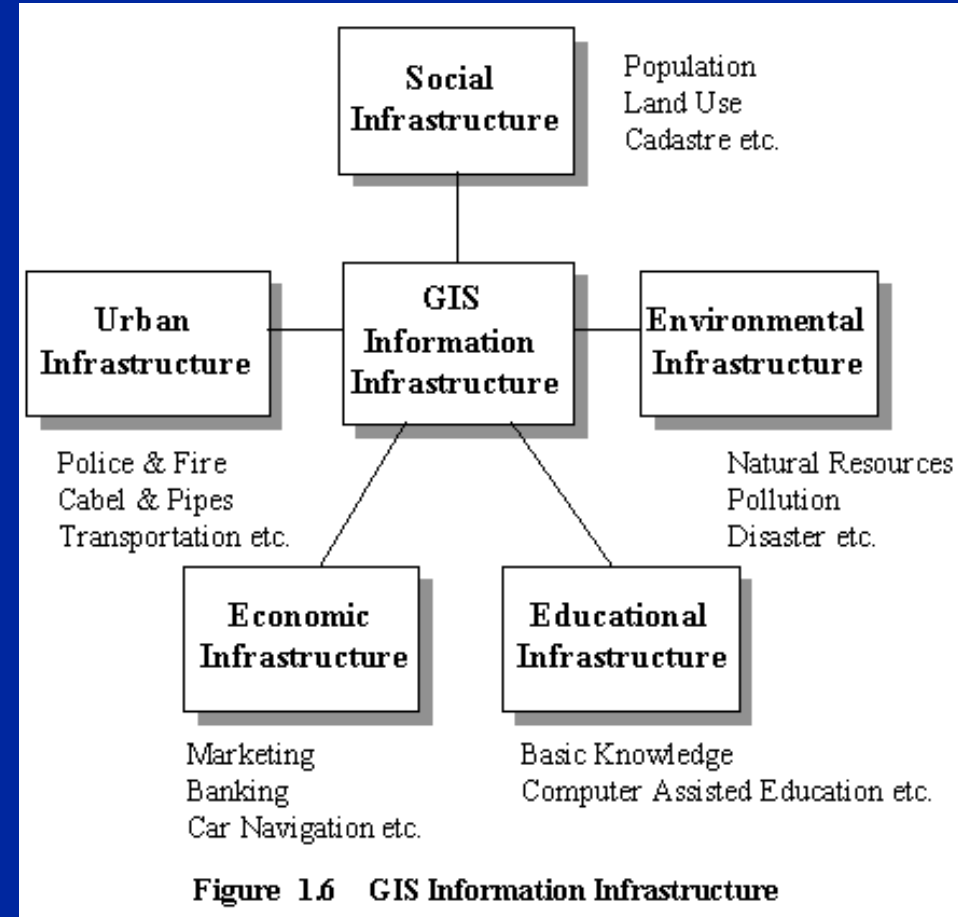 Social
Infrastructure
Population
Land Use
Cadastre etc.
Urban
Infrastructure
GIS
Information
Infrastructure
Environmental
Infrastructure
Police & Fire
Cabel & Pipes
Transportation etc.
Natural Resources
Pollution
Disaster etc.
Economic
Infrastructure
Educational
Infrastructure
Marketing
Banking
Car Navigation etc.
Basic Knowledge
Computer Assisted Education etc.
Figure 1.6 GIS Information Infrastructure